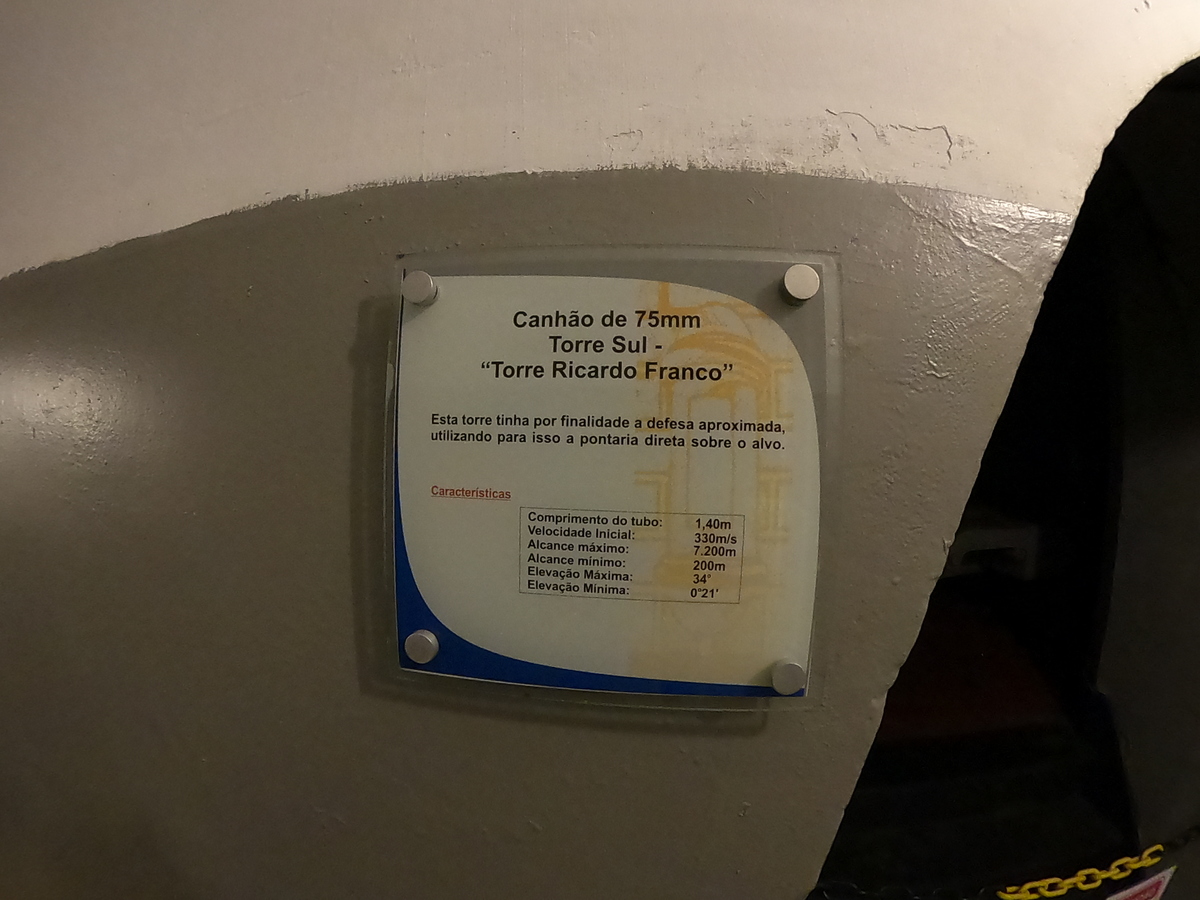 Canhão de 75mm
Torre Sul -
“Torre Ricardo Franco”
Esta torre tinha por finalidade a defesa aproximada,
utilizando para isso a pontaria direta sobre o alvo.
Características
Comprimento do tubo: 1,40m
Velocidade Inicial: 330m/s
Alcance máximo: 7.200m
Alcance mínimo: 200m
Elevação Máxima: 34°
Elevação Mínima: 0°21'